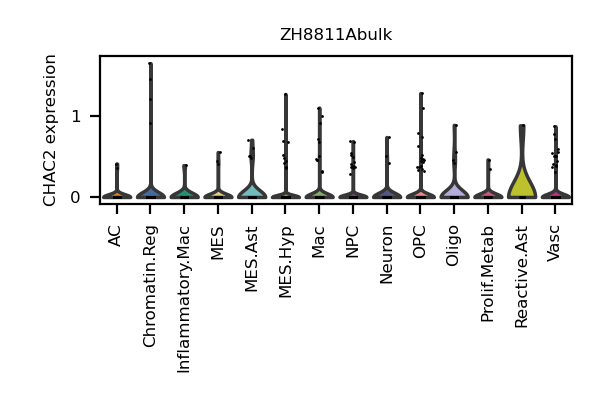 ZH8811Abulk
CHAC2 expression
1
0
AC
Chromatin.Reg
Inflammatory.Mac
MES
MES.Ast
MES.Hyp
Mac
NPC
Neuron
OPC
Oligo
Prolif.Metab
Reactive.Ast
Vasc